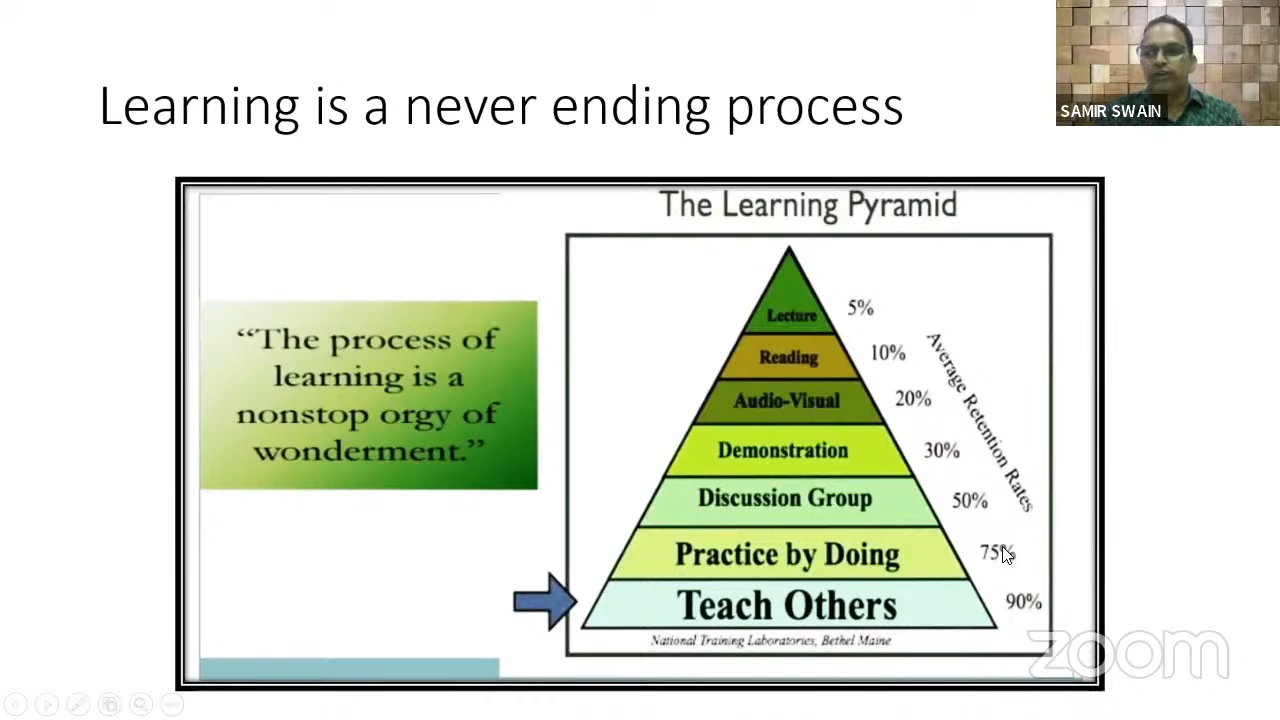 Learning is a never ending process
SAMIR SWAIN
The Learning Pyramid
“The process of
learning is a
nonstop orgy of
wonderment.”
Lecture 5%
Reading 10%
Audio-Visual 20%
Demonstration 30%
Discussion Group 50%
Practice by Doing 75%
Teach Others 90%
Average Retention Rates
National Training Laboratories, Bethel Maine
zoom